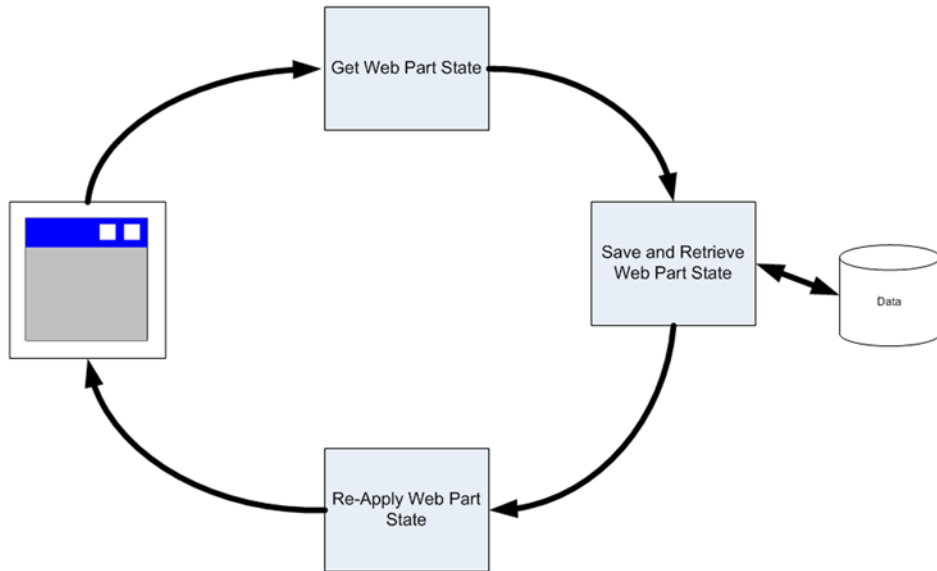 Get Web Part State
Save and Retrieve
Web Part State
Data
Re-Apply Web Part
State